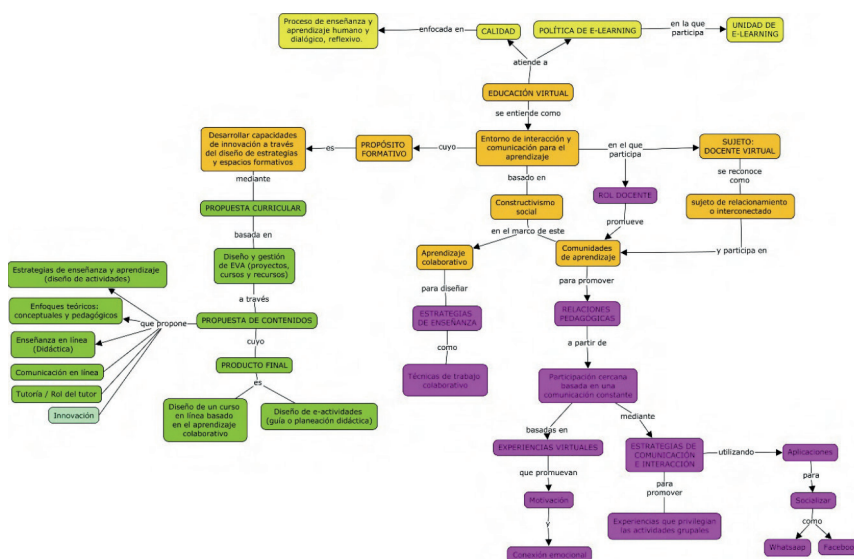 Proceso de enseñanza y
aprendizaje humano y
dialógico, reflexivo.
enfocada en
CALIDAD
POLÍTICA DE E-LEARNING
en la que
participa
UNIDAD DE
E-LEARNING
atiende a
EDUCACIÓN VIRTUAL
se entiende como
Desarrollar capacidades
de innovación a través
del diseño de estrategias
y espacios formativos
es
PROPÓSITO
FORMATIVO
cuyo
Entorno de interacción y
comunicación para el
aprendizaje
en el que
participa
SUJETO:
DOCENTE VIRTUAL
mediante
basado en
ROL DOCENTE
se reconoce
como
PROPUESTA CURRICULAR
Constructivismo
social
promueve
sujeto de relacionamiento
o interconectado
basada en
en el marco de este
Diseño y gestión
de EVA (proyectos,
cursos y recursos)
Aprendizaje
colaborativo
Comunidades
de aprendizaje
y participa en
Estrategias de enseñanza y aprendizaje
(diseño de actividades)
a través
para diseñar
para promover
Enfoques teóricos:
conceptuales y pedagógicos
que propone
PROPUESTA DE CONTENIDOS
ESTRATEGIAS
DE ENSEÑANZA
RELACIONES
PEDAGÓGICAS
Enseñanza en línea
(Didáctica)
cuyo
como
a partir de
Comunicación en línea
PRODUCTO FINAL
Técnicas de trabajo
colaborativo
Participación cercana
basada en una
comunicación constante
Tutoría / Rol del tutor
es
Innovación
Diseño de un curso
en línea basado
en el aprendizaje
colaborativo
Diseño de e-actividades
(guía o planeación didáctica)
basadas en
mediante
EXPERIENCIAS VIRTUALES
ESTRATEGIAS DE
COMUNICACIÓN
E INTERACCIÓN
utilizando
Aplicaciones
que promuevan
para
promover
para
Motivación
Socializar
y
Experiencias que privilegian
las actividades grupales
como
Conexión emocional
Whatsaap
Facebook